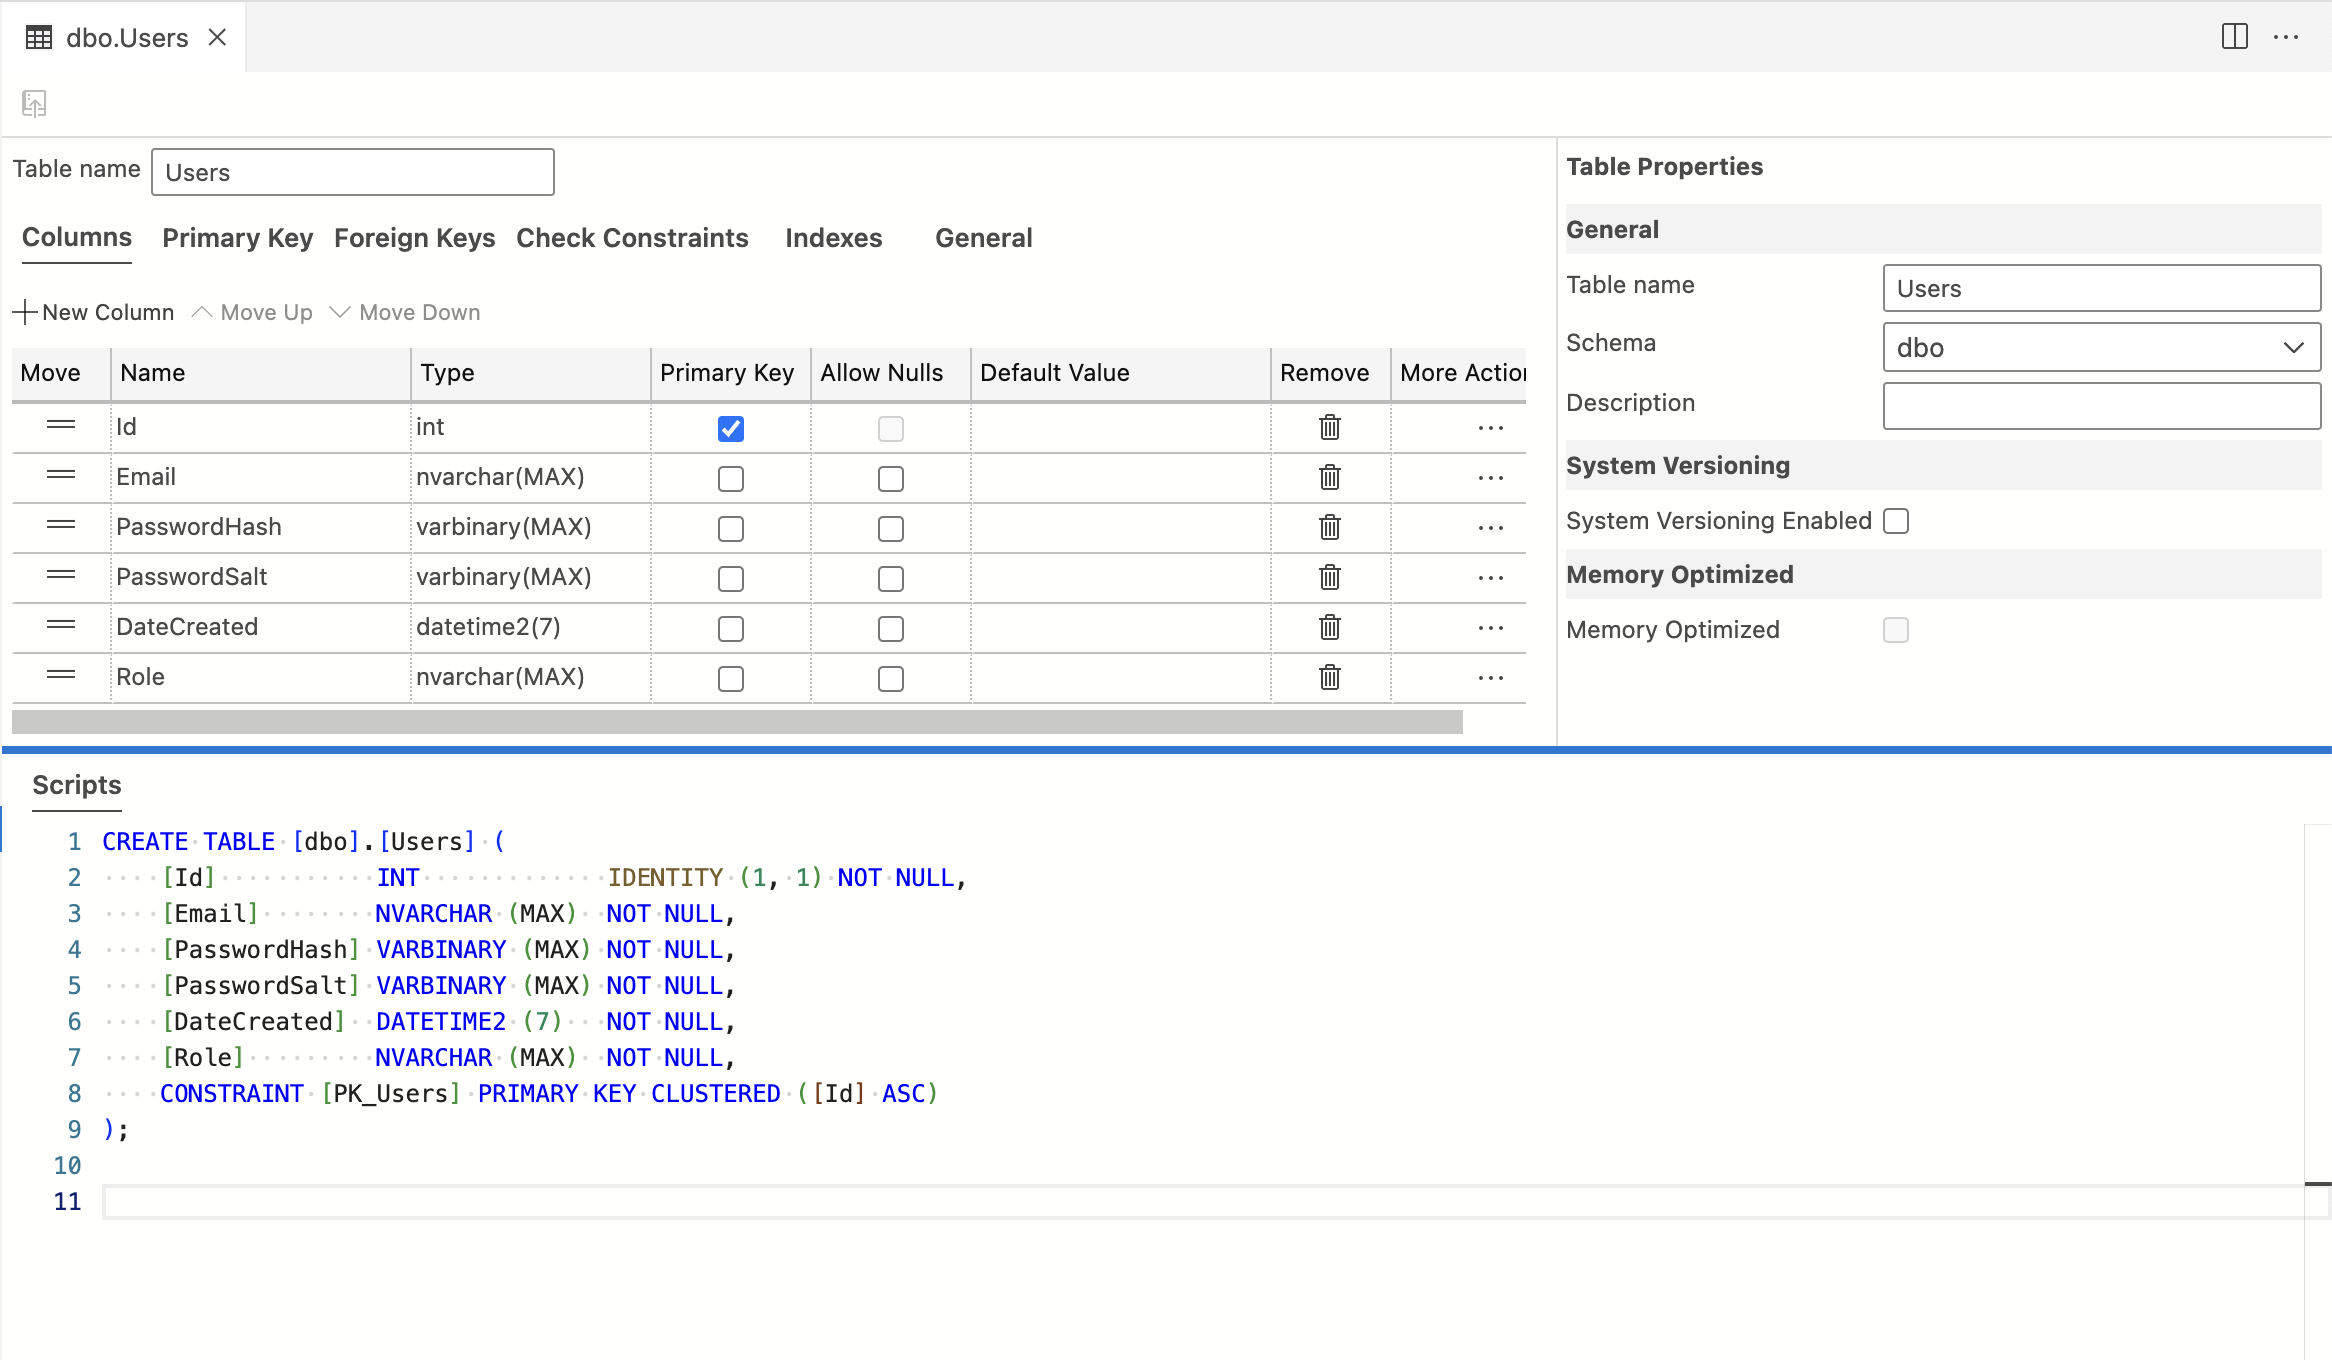 dbo.Users
Table name Users
Columns Primary Key Foreign Keys Check Constraints Indexes General
New Column Move Up Move Down
Move Name Type Primary Key Allow Nulls Default Value Remove More Action
Id int
Email nvarchar(MAX)
PasswordHash varbinary(MAX)
PasswordSalt varbinary(MAX)
DateCreated datetime2(7)
Role nvarchar(MAX)
Table Properties
General
Table name Users
Schema dbo
Description
System Versioning
System Versioning Enabled
Memory Optimized
Memory Optimized
Scripts
1 CREATE TABLE [dbo].[Users] (
2     [Id]           INT             IDENTITY (1, 1) NOT NULL,
3     [Email]        NVARCHAR (MAX)  NOT NULL,
4     [PasswordHash] VARBINARY (MAX) NOT NULL,
5     [PasswordSalt] VARBINARY (MAX) NOT NULL,
6     [DateCreated]  DATETIME2 (7)   NOT NULL,
7     [Role]         NVARCHAR (MAX)  NOT NULL,
8     CONSTRAINT [PK_Users] PRIMARY KEY CLUSTERED ([Id] ASC)
9 );
10
11